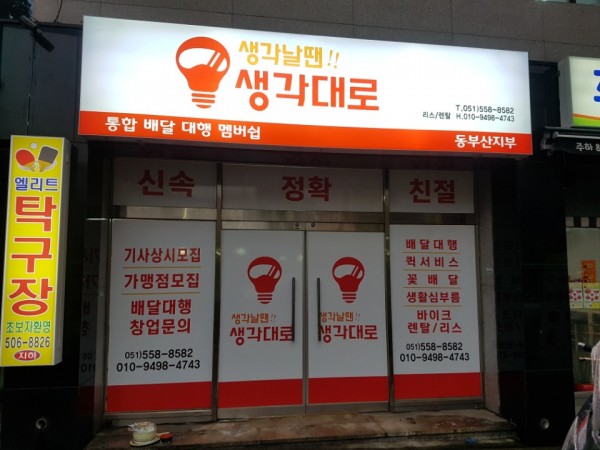 생각날땐!!
생각대로
T.051)558-8582
리스/렌탈 H.010-9498-4743
통합 배달 대행 멤버쉽
동부산지부
엘리트
탁구장
초보자환영
506-8826
지하
신속
정확
친절
기사상시모집
가맹점모집
배달대행
창업문의
051)558-8582
010-9498-4743
생각날땐!!
생각대로
생각날땐!!
생각대로
배달대행
퀵서비스
꽃배달
생활심부름
바이크
렌탈/리스
051)558-8582
010-9498-4743